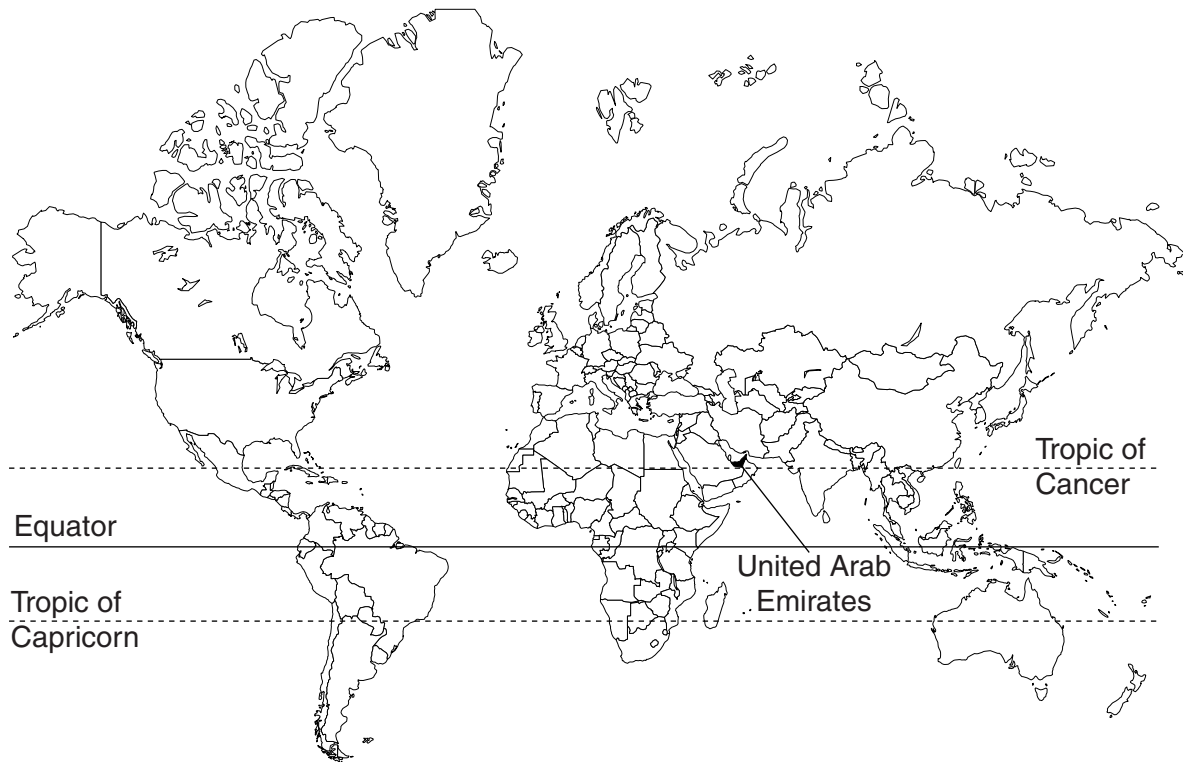 Tropic of
Cancer
Equator
United Arab
Emirates
Tropic of
Capricorn